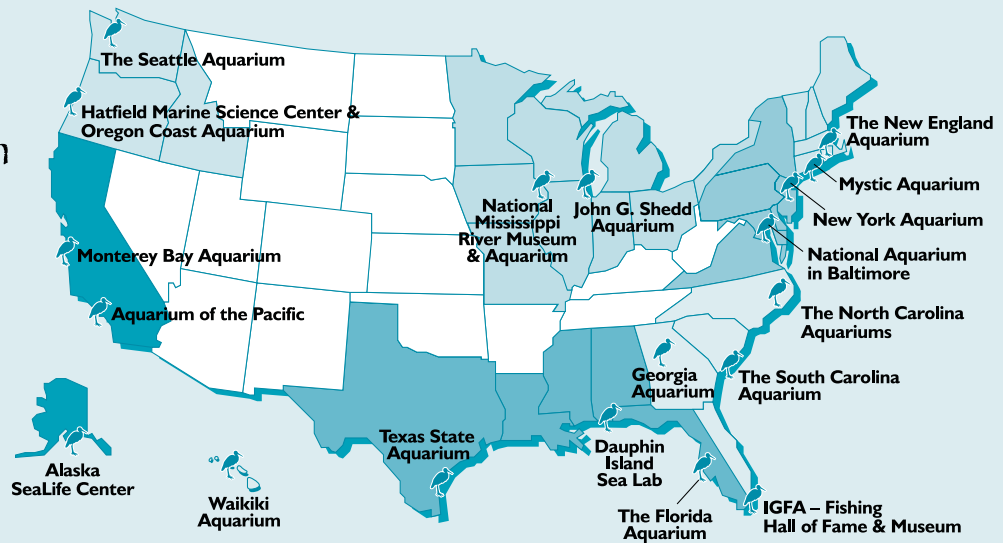 The Seattle Aquarium
Hatfield Marine Science Center &
Oregon Coast Aquarium
n
Monterey Bay Aquarium
Aquarium of the Pacific
Alaska
SeaLife Center
Waikiki
Aquarium
Texas State
Aquarium
National
Mississippi
River Museum
& Aquarium
John G. Shedd
Aquarium
The New England
Aquarium
Mystic Aquarium
New York Aquarium
National Aquarium
in Baltimore
The North Carolina
Aquariums
Georgia
Aquarium
The South Carolina
Aquarium
Dauphin
Island
Sea Lab
The Florida
Aquarium
IGFA – Fishing
Hall of Fame & Museum